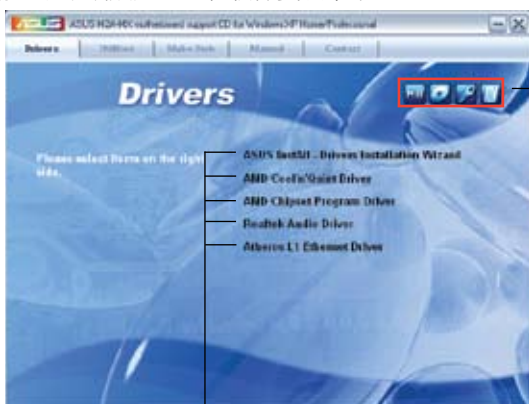 ASUS M2A-MX motherboard support CD for Windows XP Home/Professional
Drivers
Utilities
Make Disk
Manual
Contact
Drivers
Please select items on the right side.
ASUS InstAll - Drivers Installation Wizard
AMD Cool'n'Quiet Driver
AMD Chipset Program Driver
Realtek Audio Driver
Atheros L1 Ethernet Driver